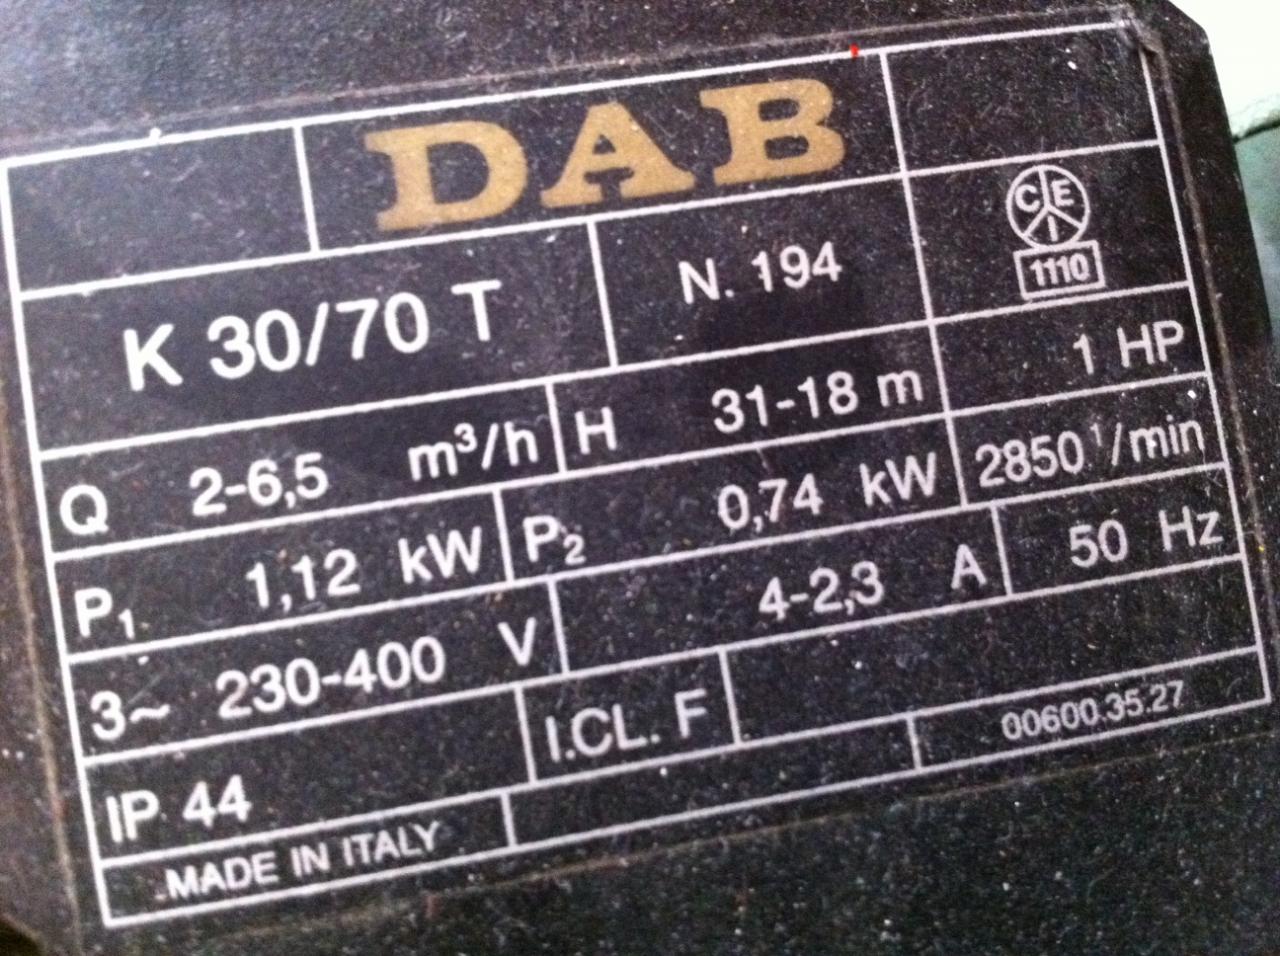 DAB
K 30/70 T
N. 194
CEI
1110
Q 2-6,5 m³/h
H 31-18 m
1 HP
P₁ 1,12 kW
P₂ 0,74 kW
2850 ¹/min
3~ 230-400 V
4-2,3 A
50 Hz
IP 44
I.CL. F
MADE IN ITALY
00600.35.27